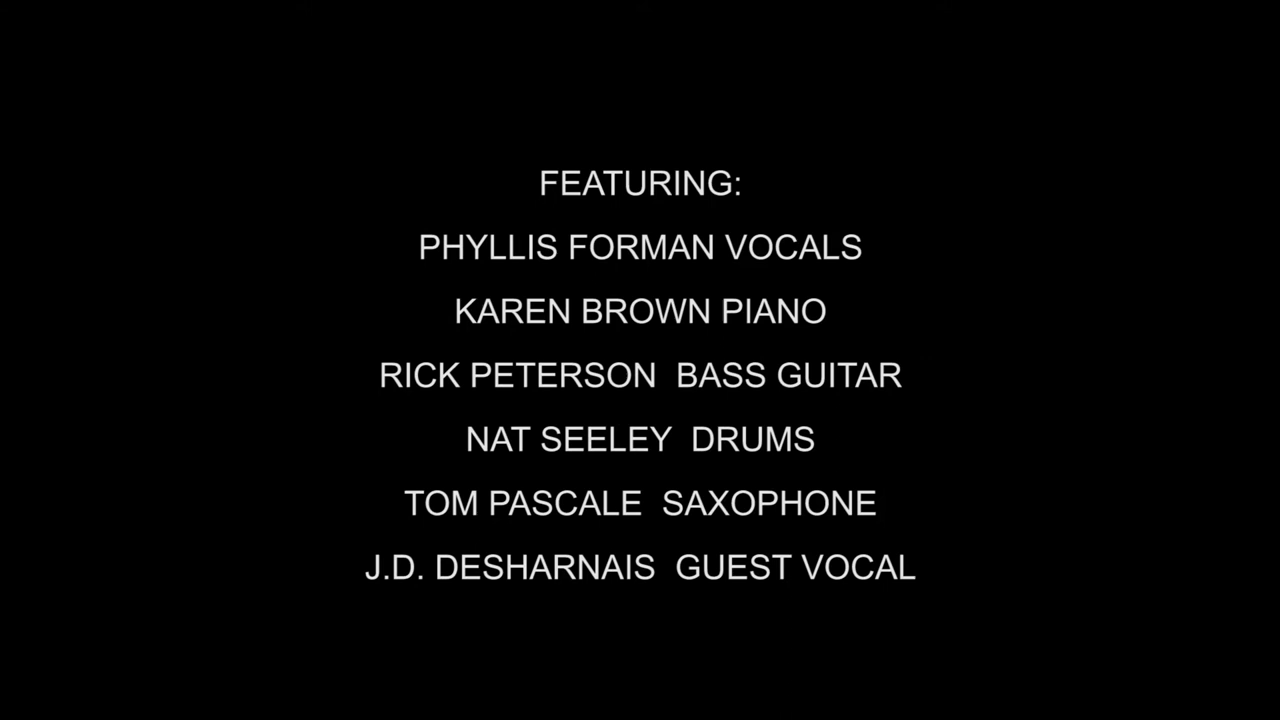 FEATURING:
PHYLLIS FORMAN VOCALS
KAREN BROWN PIANO
RICK PETERSON  BASS GUITAR
NAT SEELEY  DRUMS
TOM PASCALE  SAXOPHONE
J.D. DESHARNAIS  GUEST VOCAL